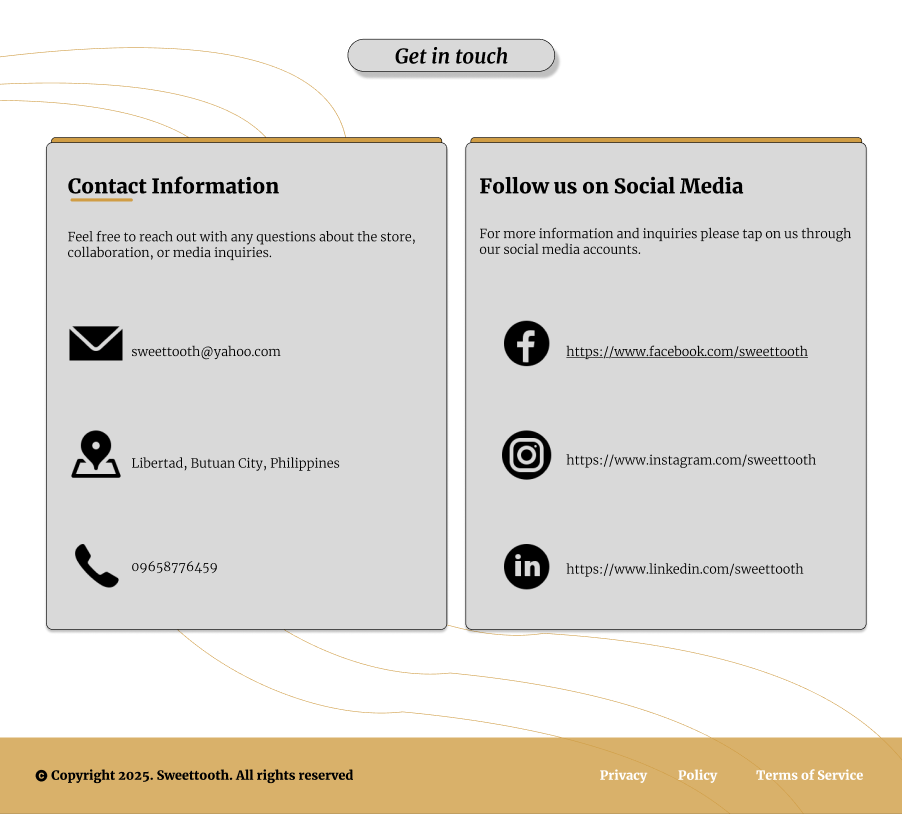 Get in touch
Contact Information
Feel free to reach out with any questions about the store,
collaboration, or media inquiries.
sweettooth@yahoo.com
Libertad, Butuan City, Philippines
09658776459
Follow us on Social Media
For more information and inquiries please tap on us through
our social media accounts.
https://www.facebook.com/sweettooth
https://www.instagram.com/sweettooth
in https://www.linkedin.com/sweettooth
© Copyright 2025. Sweettooth. All rights reserved
Privacy Policy Terms of Service